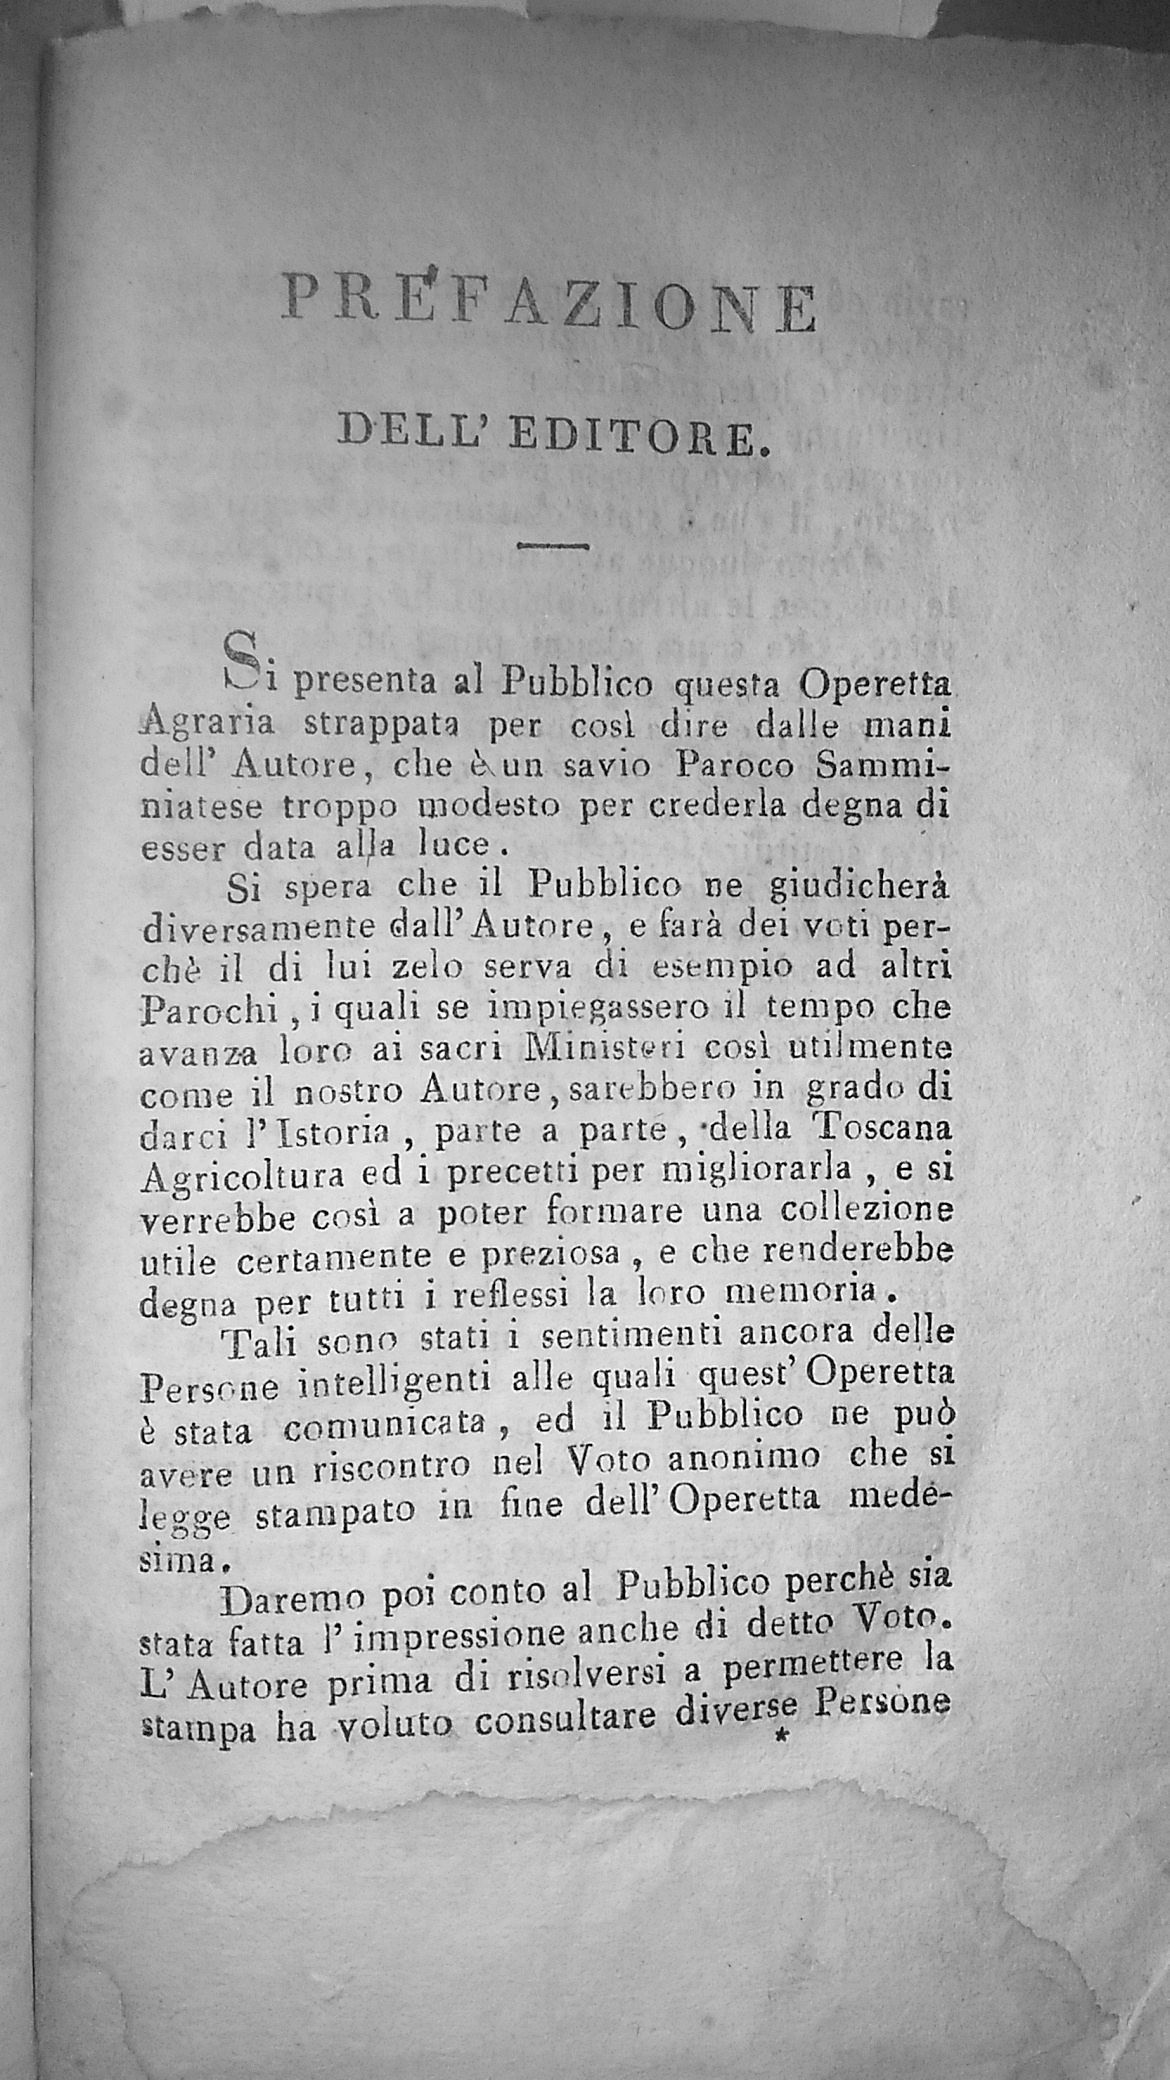 PREFAZIONE
DELL' EDITORE.
Si presenta al Pubblico questa Operetta
Agraria strappata per così dire dalle mani
dell' Autore, che è un savio Paroco Sammi-
niatese troppo modesto per crederla degna di
esser data alla luce.
Si spera che il Pubblico ne giudicherà
diversamente dall' Autore, e farà dei voti per-
chè il di lui zelo serva di esempio ad altri
Parochi, i quali se impiegassero il tempo che
avanza loro ai sacri Ministeri così utilmente
come il nostro Autore, sarebbero in grado di
darci l' Istoria, parte a parte, della Toscana
Agricoltura ed i precetti per migliorarla, e si
verrebbe così a poter formare una collezione
utile certamente e preziosa, e che renderebbe
degna per tutti i reflessi la loro memoria.
Tali sono stati i sentimenti ancora delle
Persone intelligenti alle quali quest' Operetta
è stata comunicata, ed il Pubblico ne può
avere un riscontro nel Voto anonimo che si
legge stampato in fine dell' Operetta mede-
sima.
Daremo poi conto al Pubblico perchè sia
stata fatta l' impressione anche di detto Voto.
L' Autore prima di risolversi a permettere la
stampa ha voluto consultare diverse Persone
*